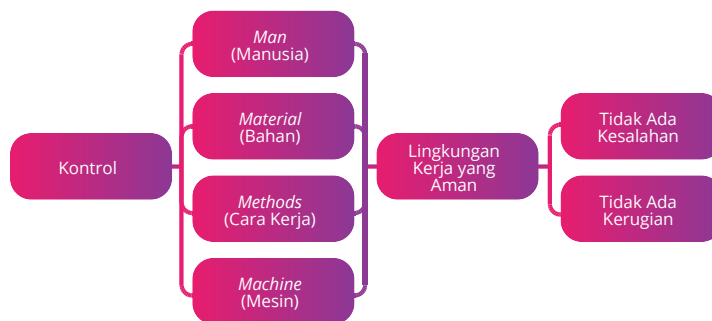 Kontrol
Man
(Manusia)
Material
(Bahan)
Methods
(Cara Kerja)
Machine
(Mesin)
Lingkungan
Kerja yang
Aman
Tidak Ada
Kesalahan
Tidak Ada
Kerugian